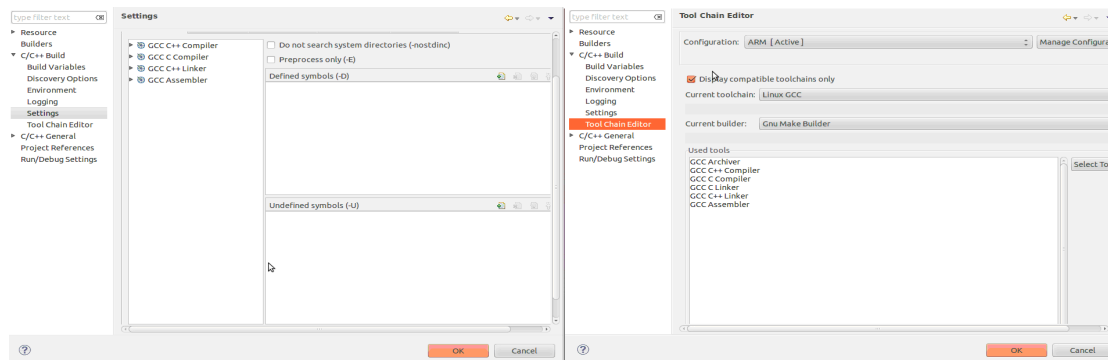 type filter text
Resource
Builders
C/C++ Build
Build Variables
Discovery Options
Environment
Logging
Settings
Tool Chain Editor
C/C++ General
Project References
Run/Debug Settings
Settings
GCC C++ Compiler
GCC C Compiler
GCC C++ Linker
GCC Assembler
Do not search system directories (-nostdinc)
Preprocess only (-E)
Defined symbols (-D)
Undefined symbols (-U)
OK
Cancel
type filter text
Resource
Builders
C/C++ Build
Build Variables
Discovery Options
Environment
Logging
Settings
Tool Chain Editor
C/C++ General
Project References
Run/Debug Settings
Tool Chain Editor
Configuration: ARM [ Active ]
Manage Configura
Display compatible toolchains only
Current toolchain: Linux GCC
Current builder: Gnu Make Builder
Used tools
GCC Archiver
GCC C++ Compiler
GCC C Compiler
GCC C Linker
GCC C++ Linker
GCC Assembler
Select To
OK
Cancel